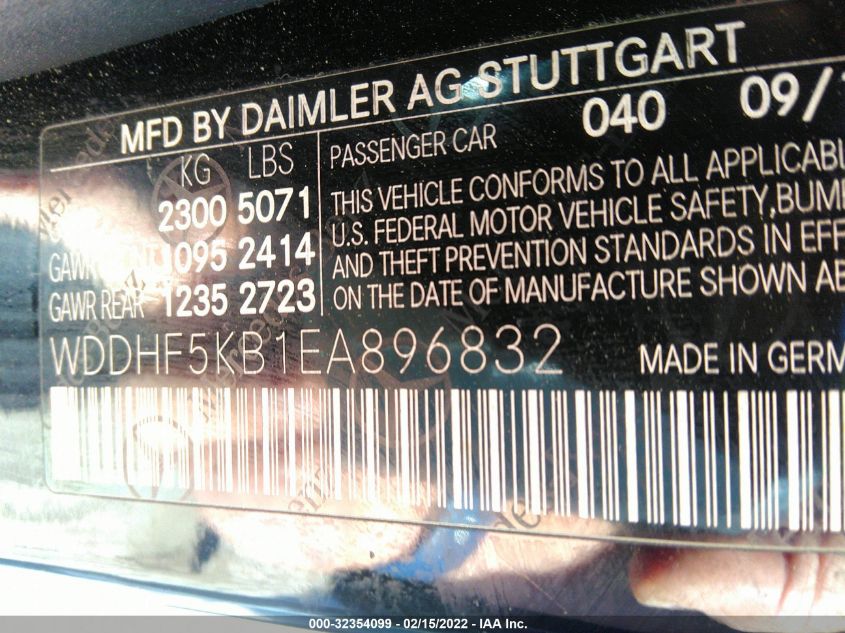 MFD BY DAIMLER AG STUTTGART
040 09/
KG LBS
2300 5071
GAWR 1095 2414
GAWR REAR 1235 2723
PASSENGER CAR
THIS VEHICLE CONFORMS TO ALL
U.S. FEDERAL MOTOR VEHICLE SAFETY,
AND THEFT PREVENTION STANDARDS IN
ON THE DATE OF MANUFACTURE SHOWN
WDDHF5KB1EA896832
MADE IN
000-32354099 - 02/15/2022 - IAA Inc.